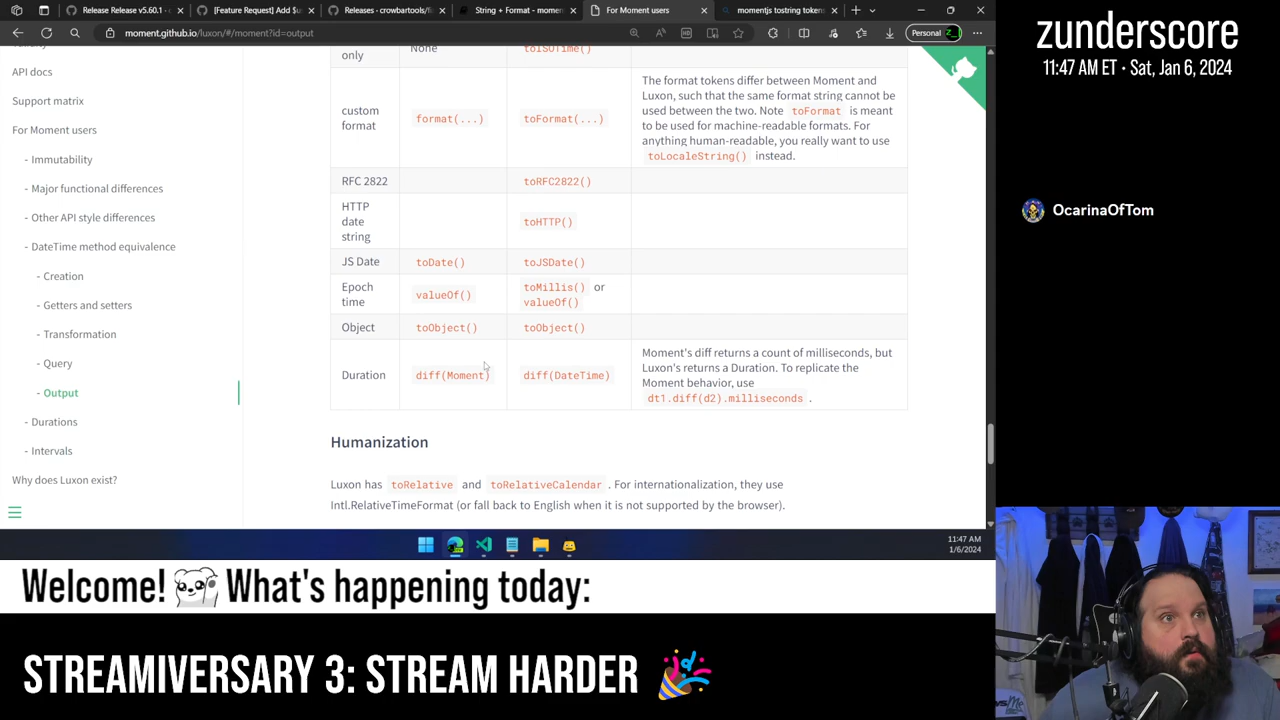 Release Release v5.60.1 · c
[Feature Request] Add $u
Releases · crowbartools/fi
String + Format - momen
For Moment users
momentjs tostring tokens
moment.github.io/luxon/#/moment?id=output
Personal
API docs
Support matrix
For Moment users
- Immutability
- Major functional differences
- Other API style differences
- DateTime method equivalence
- Creation
- Getters and setters
- Transformation
- Query
- Output
- Durations
- Intervals
Why does Luxon exist?
only
None
toISOTime()
custom format
format(...)
toFormat(...)
The format tokens differ between Moment and
Luxon, such that the same format string cannot be
used between the two. Note toFormat is meant
to be used for machine-readable formats. For
anything human-readable, you really want to use
toLocaleString() instead.
RFC 2822
toRFC2822()
HTTP
date
string
toHTTP()
JS Date
toDate()
toJSDate()
Epoch
time
valueOf()
toMillis() or
valueOf()
Object
toObject()
toObject()
Duration
diff(Moment)
diff(DateTime)
Moment's diff returns a count of milliseconds, but
Luxon's returns a Duration. To replicate the
Moment behavior, use
dt1.diff(d2).milliseconds .
Humanization
Luxon has toRelative and toRelativeCalendar . For internationalization, they use
Intl.RelativeTimeFormat (or fall back to English when it is not supported by the browser).
11:47 AM
1/6/2024
zunderscore
11:47 AM ET • Sat, Jan 6, 2024
OcarinaOfTom
Welcome! What's happening today:
STREAMIVERSARY 3: STREAM HARDER